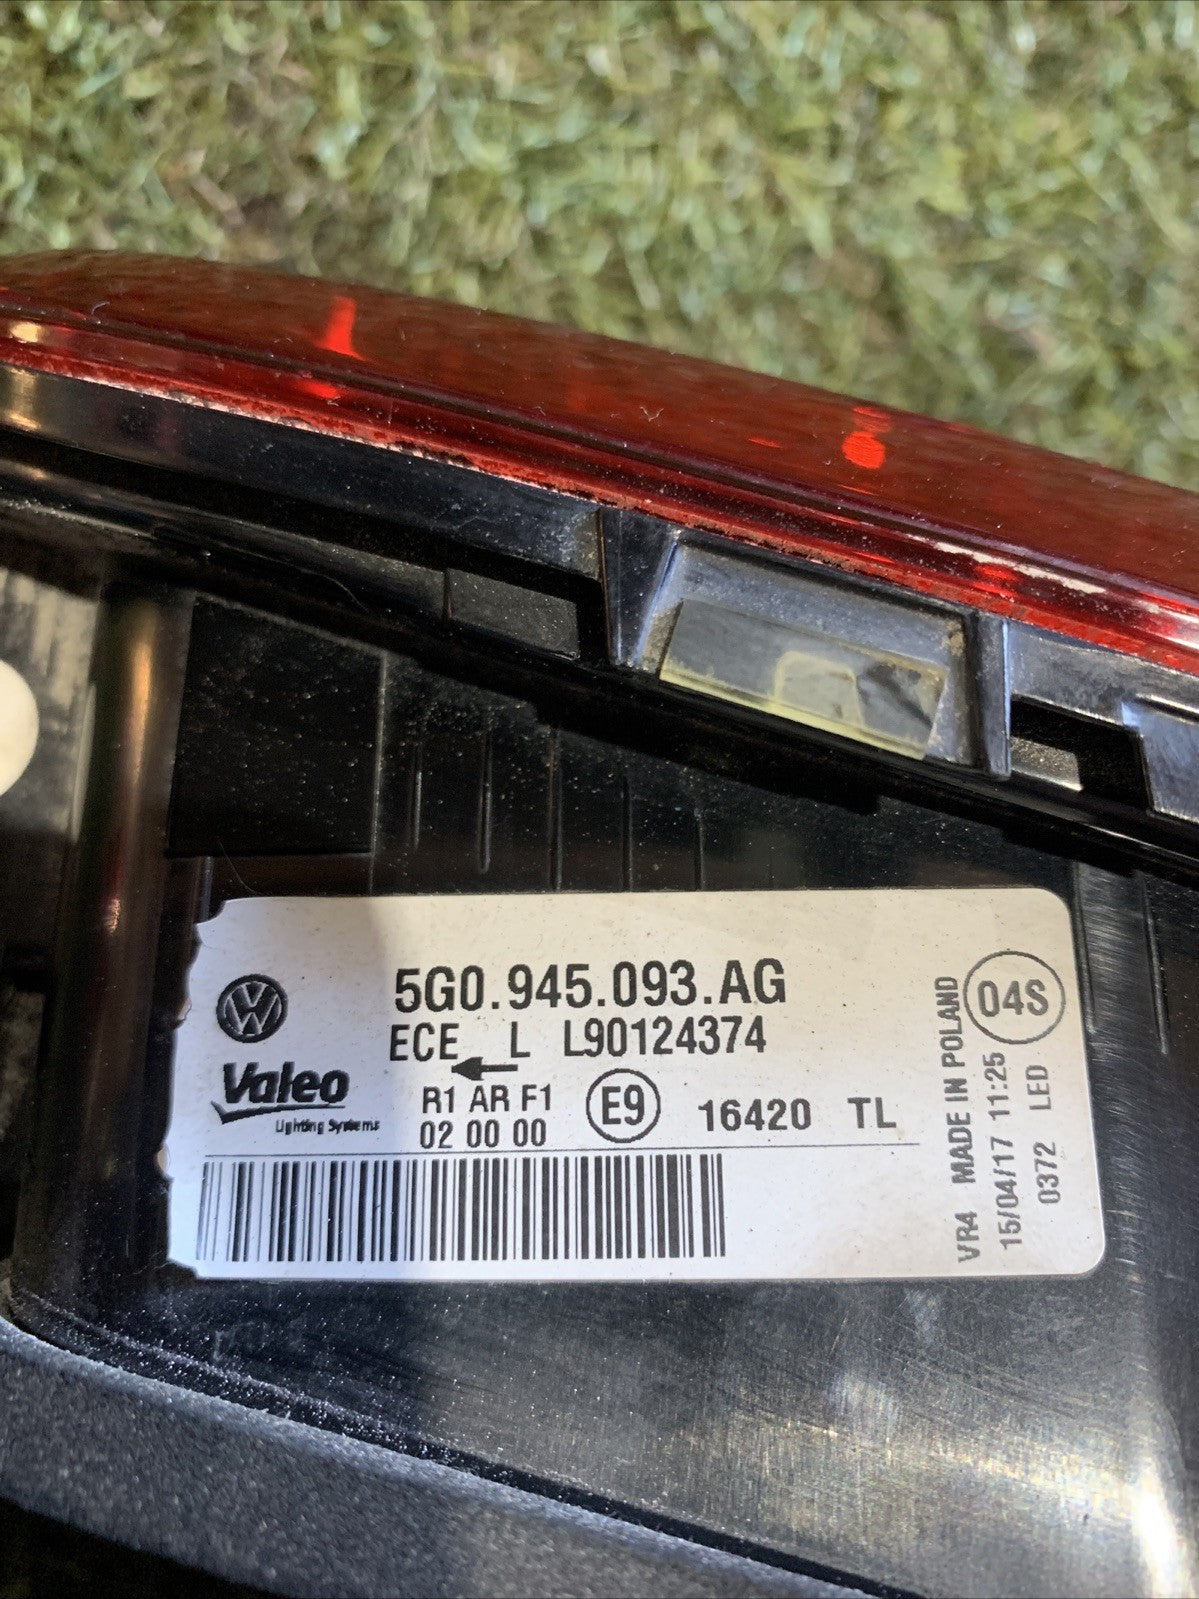 5G0.945.093.AG
ECE L L90124374
Valeo
Lighting Systems
R1 AR F1
02 00 00
E9
16420 TL
04S
VR4 MADE IN POLAND
15/04/17 11:25
0372 LED